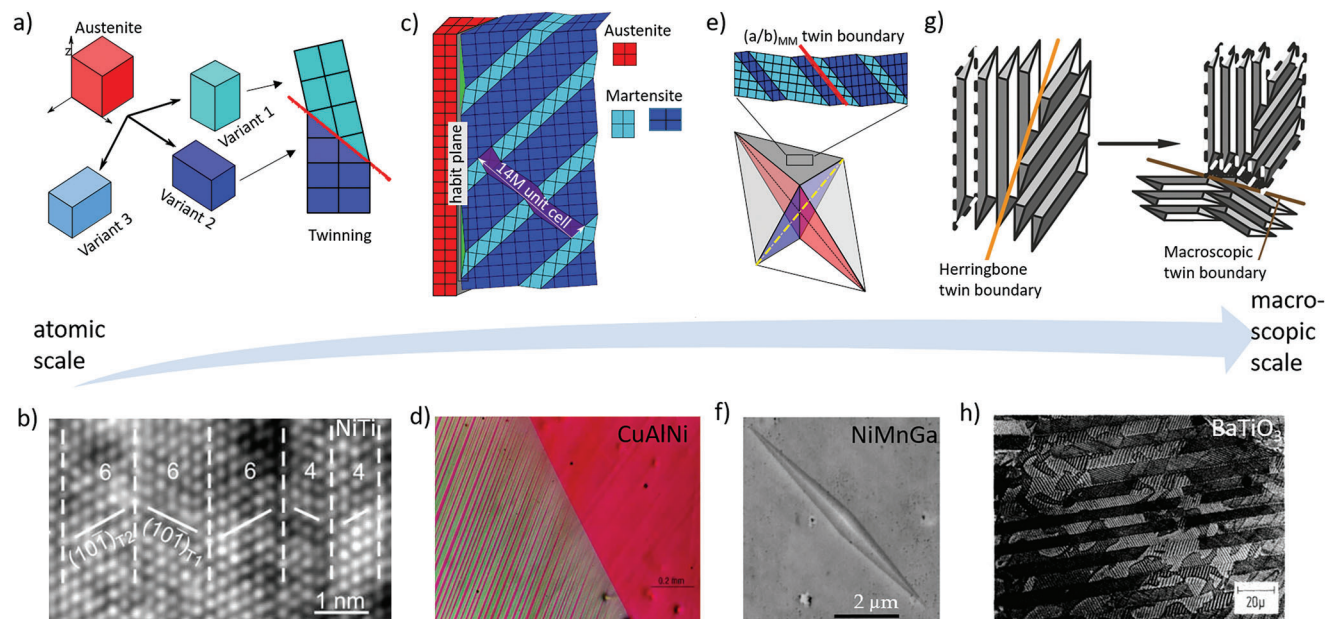 a)
Austenite
z
Variant 1
Variant 2
Variant 3
Twinning
c)
habit plane
14M unit cell
Austenite
Martensite
e)
(a/b)MM twin boundary
g)
Herringbone
twin boundary
Macroscopic
twin boundary
atomic
scale
macro-
scopic
scale
b)
NiTi
6
6
6
4
4
(101̄)T2
(101)T1
1 nm
d)
CuAlNi
0.2 mm
f)
NiMnGa
2 μm
h)
BaTiO3
20μ